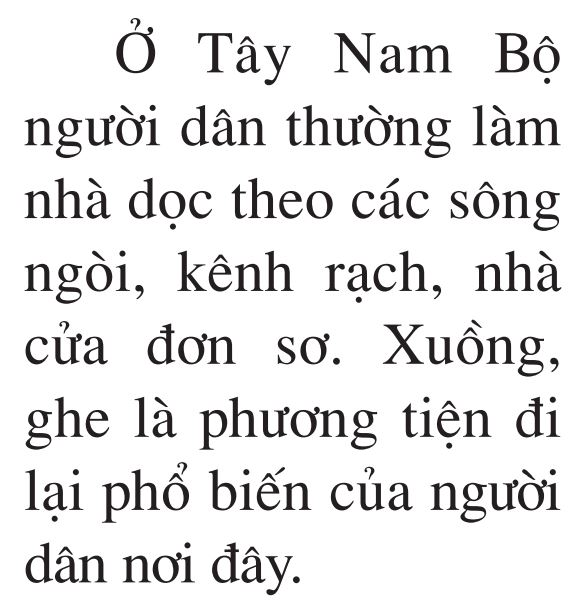 Ở Tây Nam Bộ
người dân thường làm
nhà dọc theo các sông
ngòi, kênh rạch, nhà
cửa đơn sơ. Xuồng,
ghe là phương tiện đi
lại phổ biến của người
dân nơi đây.